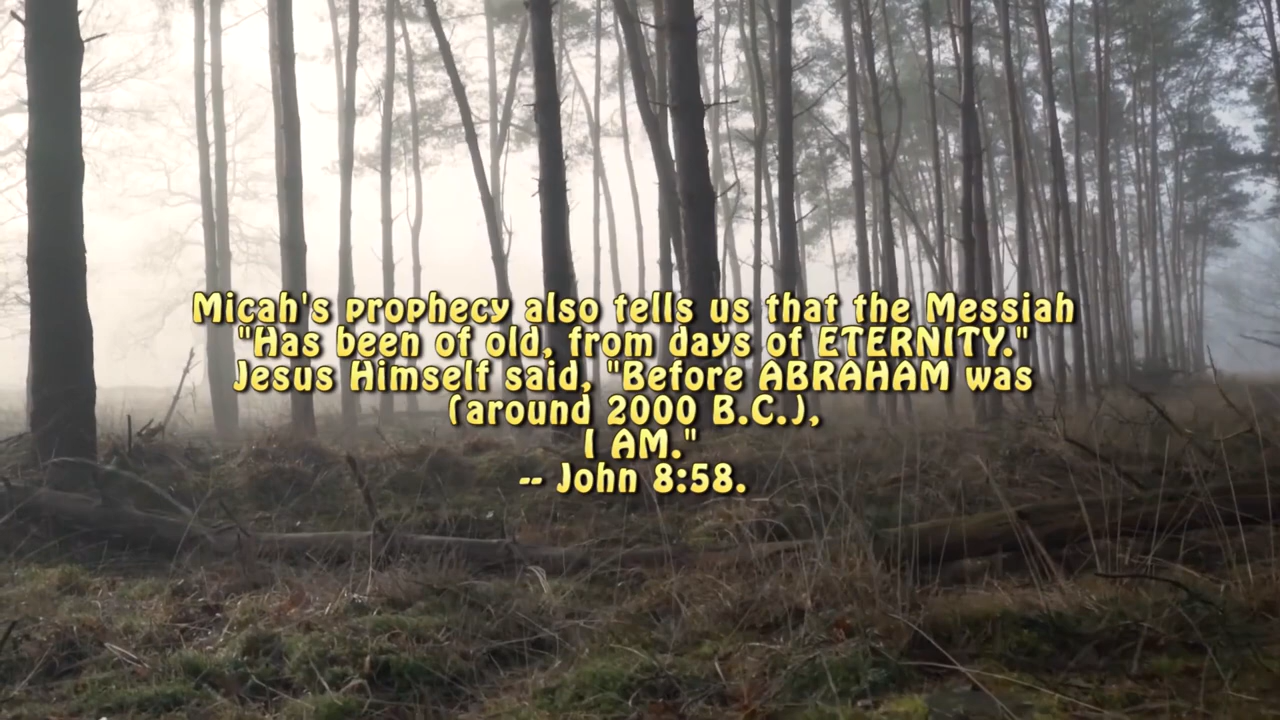 Micah's prophecy also tells us that the Messiah
"Has been of old, from days of ETERNITY."
Jesus Himself said, "Before ABRAHAM was
(around 2000 B.C.),
I AM."
-- John 8:58.